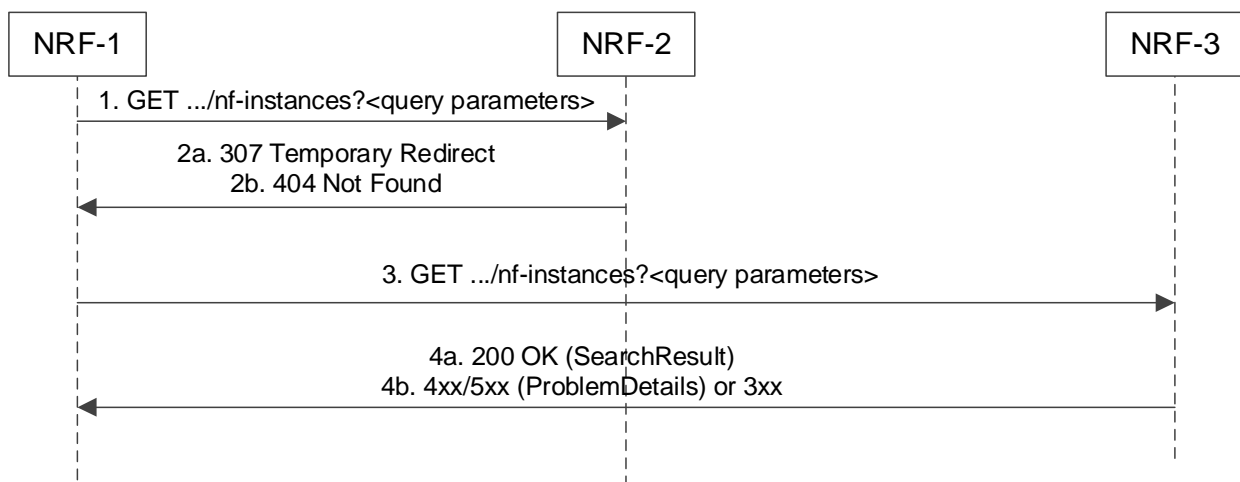 NRF-1
NRF-2
NRF-3
1. GET .../nf-instances?<query parameters>
2a. 307 Temporary Redirect
2b. 404 Not Found
3. GET .../nf-instances?<query parameters>
4a. 200 OK (SearchResult)
4b. 4xx/5xx (ProblemDetails) or 3xx